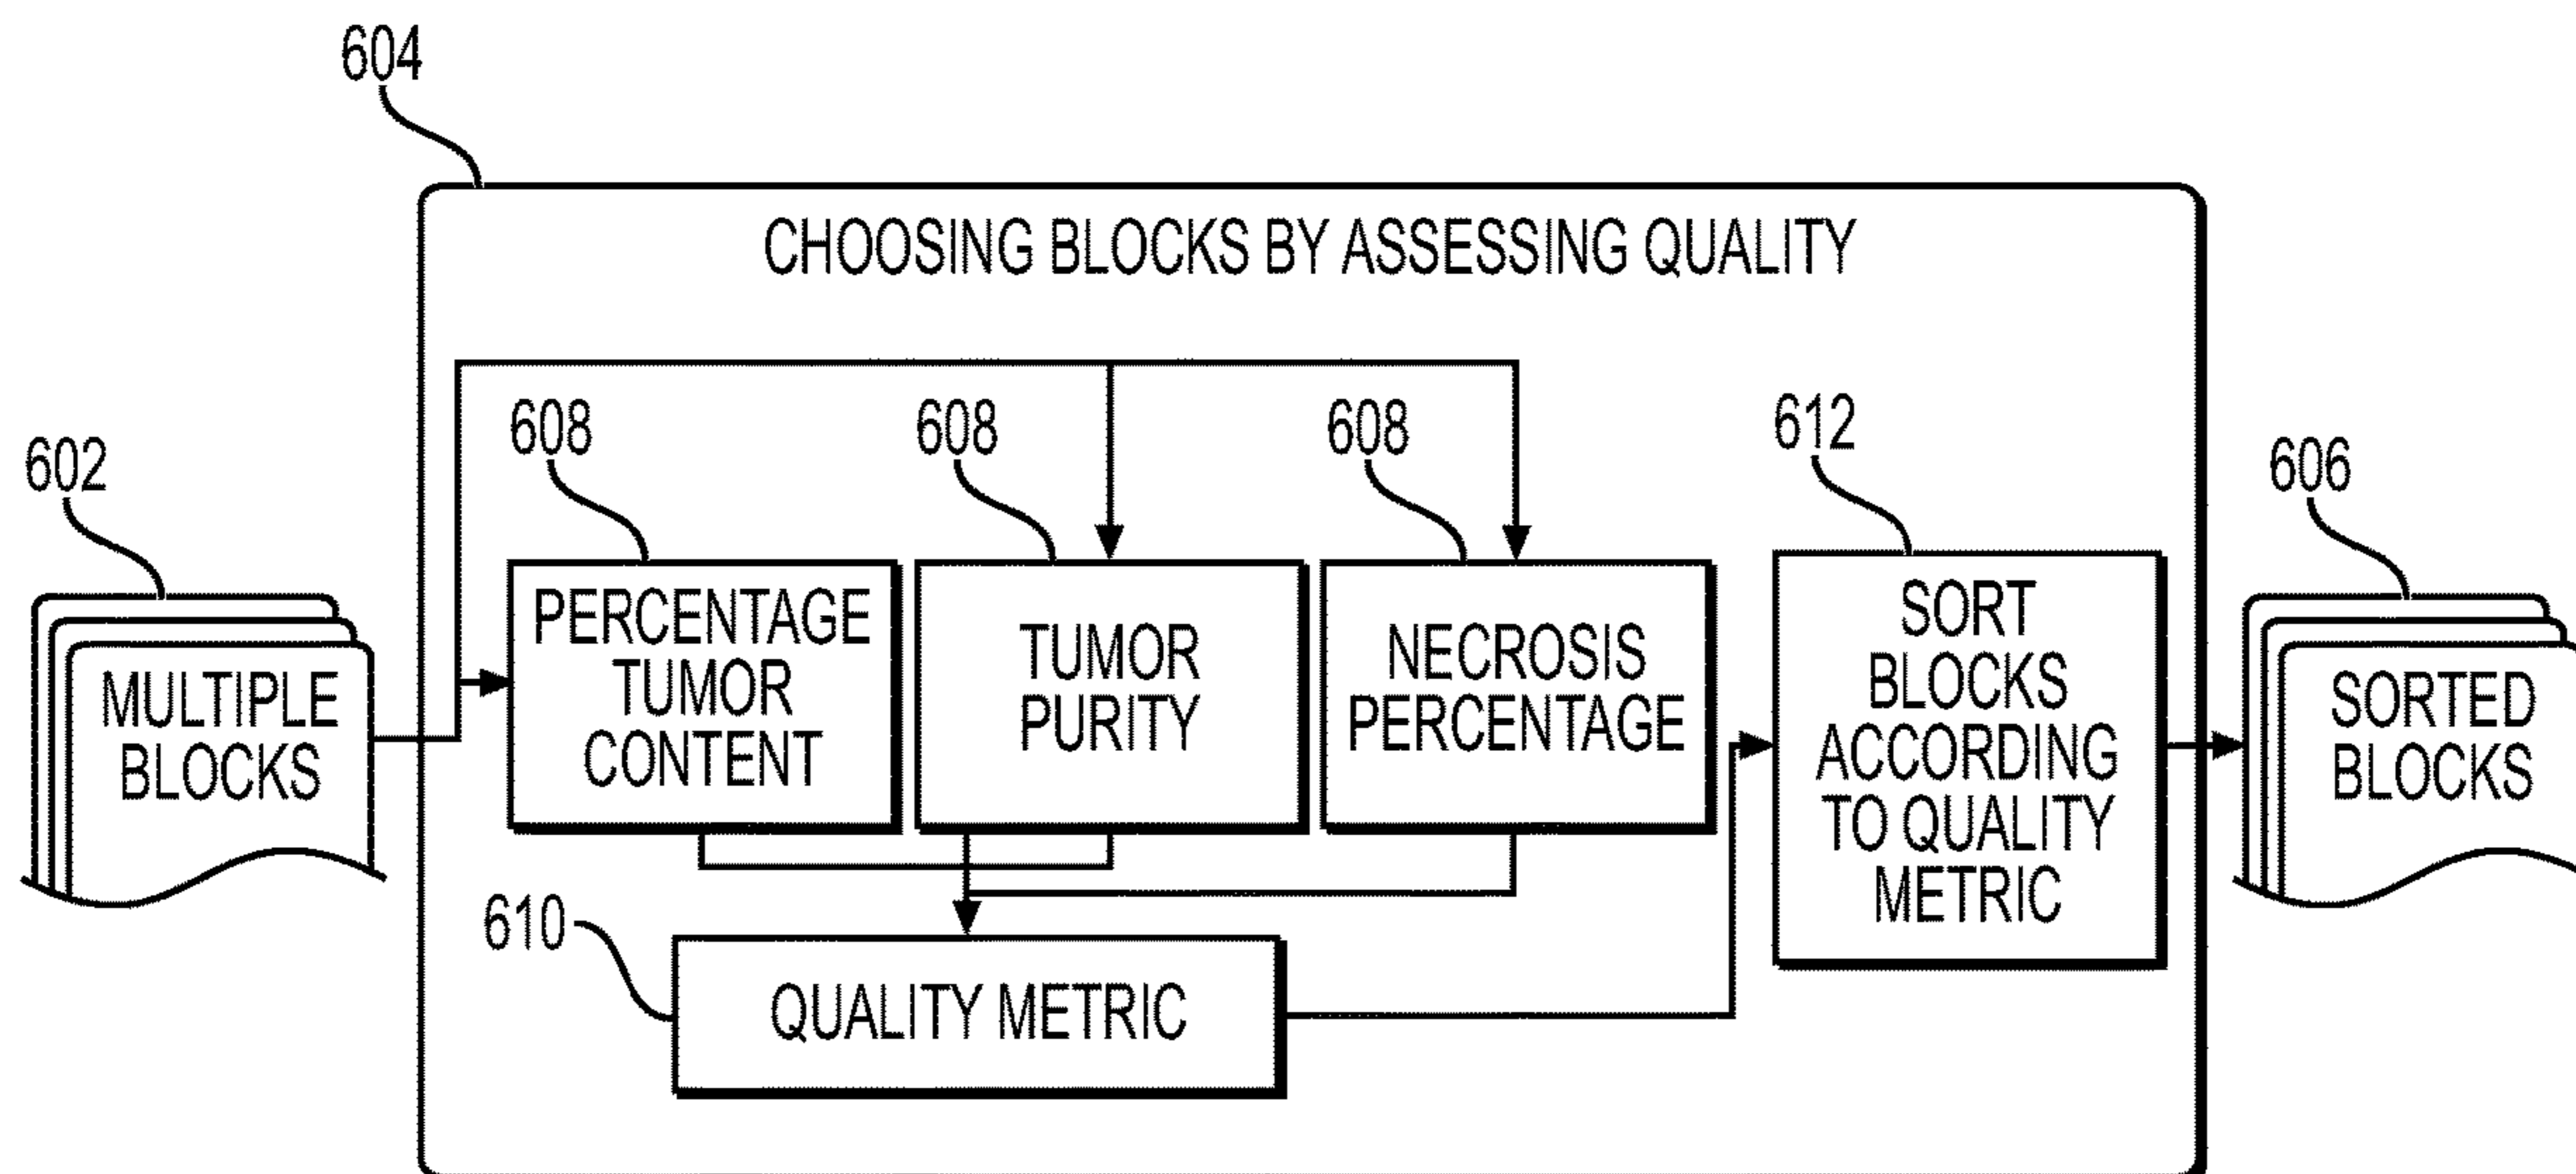 604
CHOOSING BLOCKS BY ASSESSING QUALITY
602
MULTIPLE
BLOCKS
608
PERCENTAGE
TUMOR
CONTENT
608
TUMOR
PURITY
608
NECROSIS
PERCENTAGE
612
SORT
BLOCKS
ACCORDING
TO QUALITY
METRIC
606
SORTED
BLOCKS
610
QUALITY METRIC